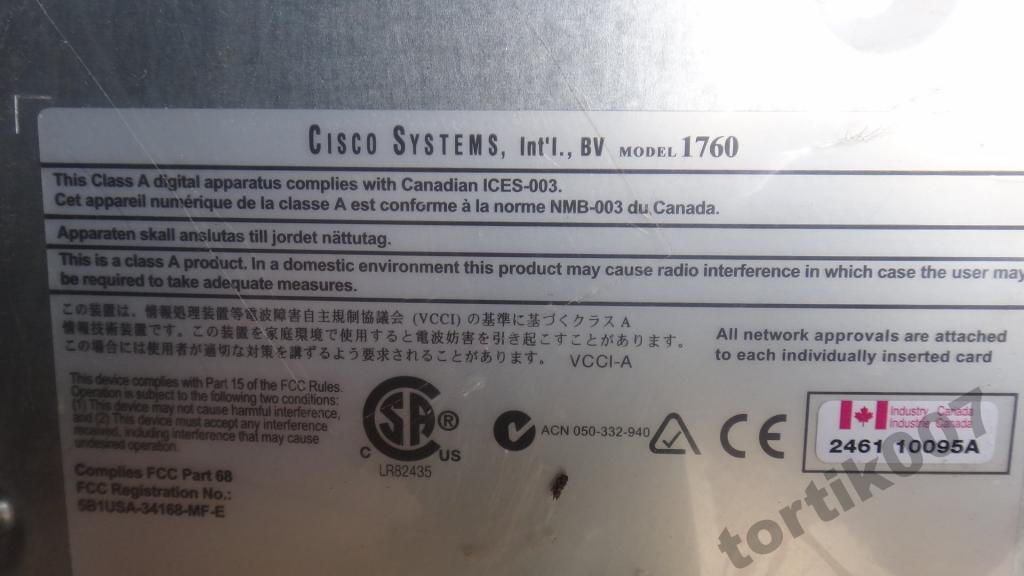 CISCO SYSTEMS, Int'l., BV MODEL 1760
This Class A digital apparatus complies with Canadian ICES-003.
Cet appareil numérique de la classe A est conforme à la norme NMB-003 du Canada.
Apparaten skall anslutas till jordet nättutag.
This is a class A product. In a domestic environment this product may cause radio interference in which case the user may
be required to take adequate measures.
この装置は、情報処理装置等電波障害自主規制協議会 (VCCI) の基準に基づくクラス A
情報技術装置です。この装置を家庭環境で使用すると電波妨害を引き起こすことがあります。
この場合には使用者が適切な対策を講ずるよう要求されることがあります。 VCCI-A
All network approvals are attached
to each individually inserted card
This device complies with Part 15 of the FCC Rules.
Operation is subject to the following two conditions:
(1) This device may not cause harmful interference,
and (2) This device must accept any interference
received, including interference that may cause
undesired operation.
Complies FCC Part 68
FCC Registration No.:
5B1USA-34168-MF-E
SA ®
C US
LR82435
ACN 050-332-940
CE
Industry Canada
Industrie Canada
2461 10095A
tortik007